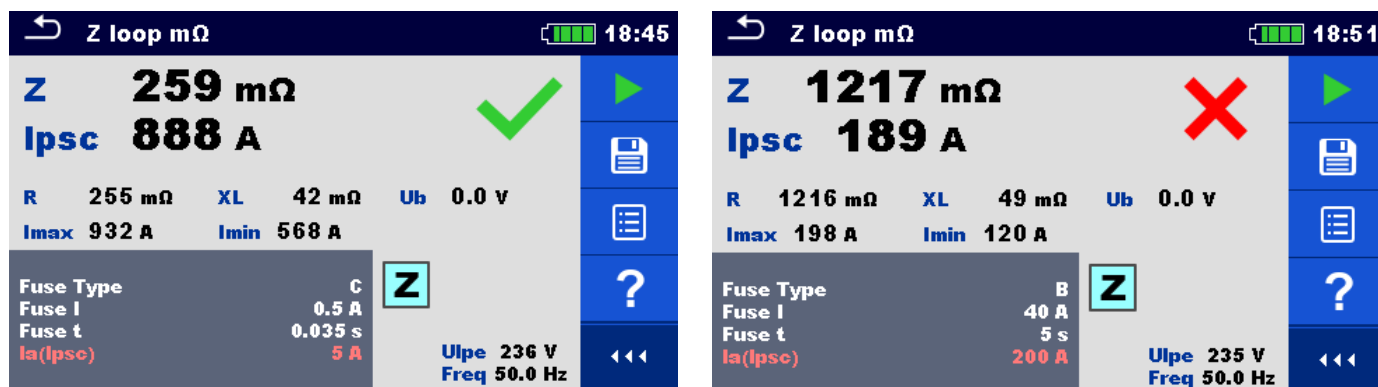 Z loop mΩ 18:45
Z 259 mΩ
Ipsc 888 A
R 255 mΩ XL 42 mΩ Ub 0.0 V
Imax 932 A Imin 568 A
Fuse Type C
Fuse I 0.5 A
Fuse t 0.035 s
Ia(Ipsc) 5 A
Z
?
Ulpe 236 V
Freq 50.0 Hz
Z loop mΩ 18:51
Z 1217 mΩ
Ipsc 189 A
R 1216 mΩ XL 49 mΩ Ub 0.0 V
Imax 198 A Imin 120 A
Fuse Type B
Fuse I 40 A
Fuse t 5 s
Ia(Ipsc) 200 A
Z
?
Ulpe 235 V
Freq 50.0 Hz